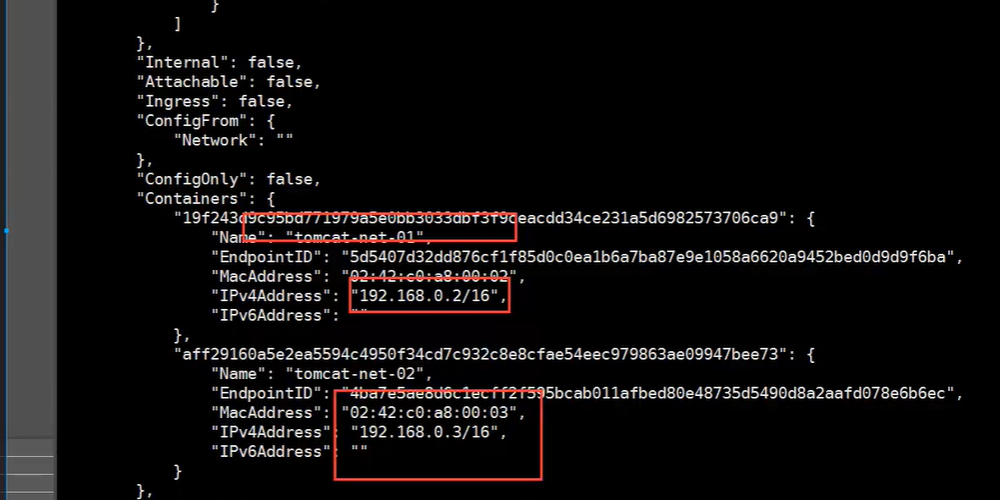 }
]
},
"Internal": false,
"Attachable": false,
"Ingress": false,
"ConfigFrom": {
"Network": ""
},
"ConfigOnly": false,
"Containers": {
"19f243d9c95bd771979a5e0bb3033dbf3f9ceacdd34ce231a5d6982573706ca9": {
"Name": "tomcat-net-01",
"EndpointID": "5d5407d32dd876cf1f85d0c0ea1b6a7ba87e9e1058a6620a9452bed0d9d9f6ba",
"MacAddress": "02:42:c0:a8:00:02",
"IPv4Address": "192.168.0.2/16",
"IPv6Address": ""
},
"aff29160a5e2ea5594c4950f34cd7c932c8e8cfae54eec979863ae09947bee73": {
"Name": "tomcat-net-02",
"EndpointID": "4ba7e5ae8d6c1ecff2f595bcab011afbed80e48735d5490d8a2aafd078e6b6ec",
"MacAddress": "02:42:c0:a8:00:03",
"IPv4Address": "192.168.0.3/16",
"IPv6Address": ""
}
},